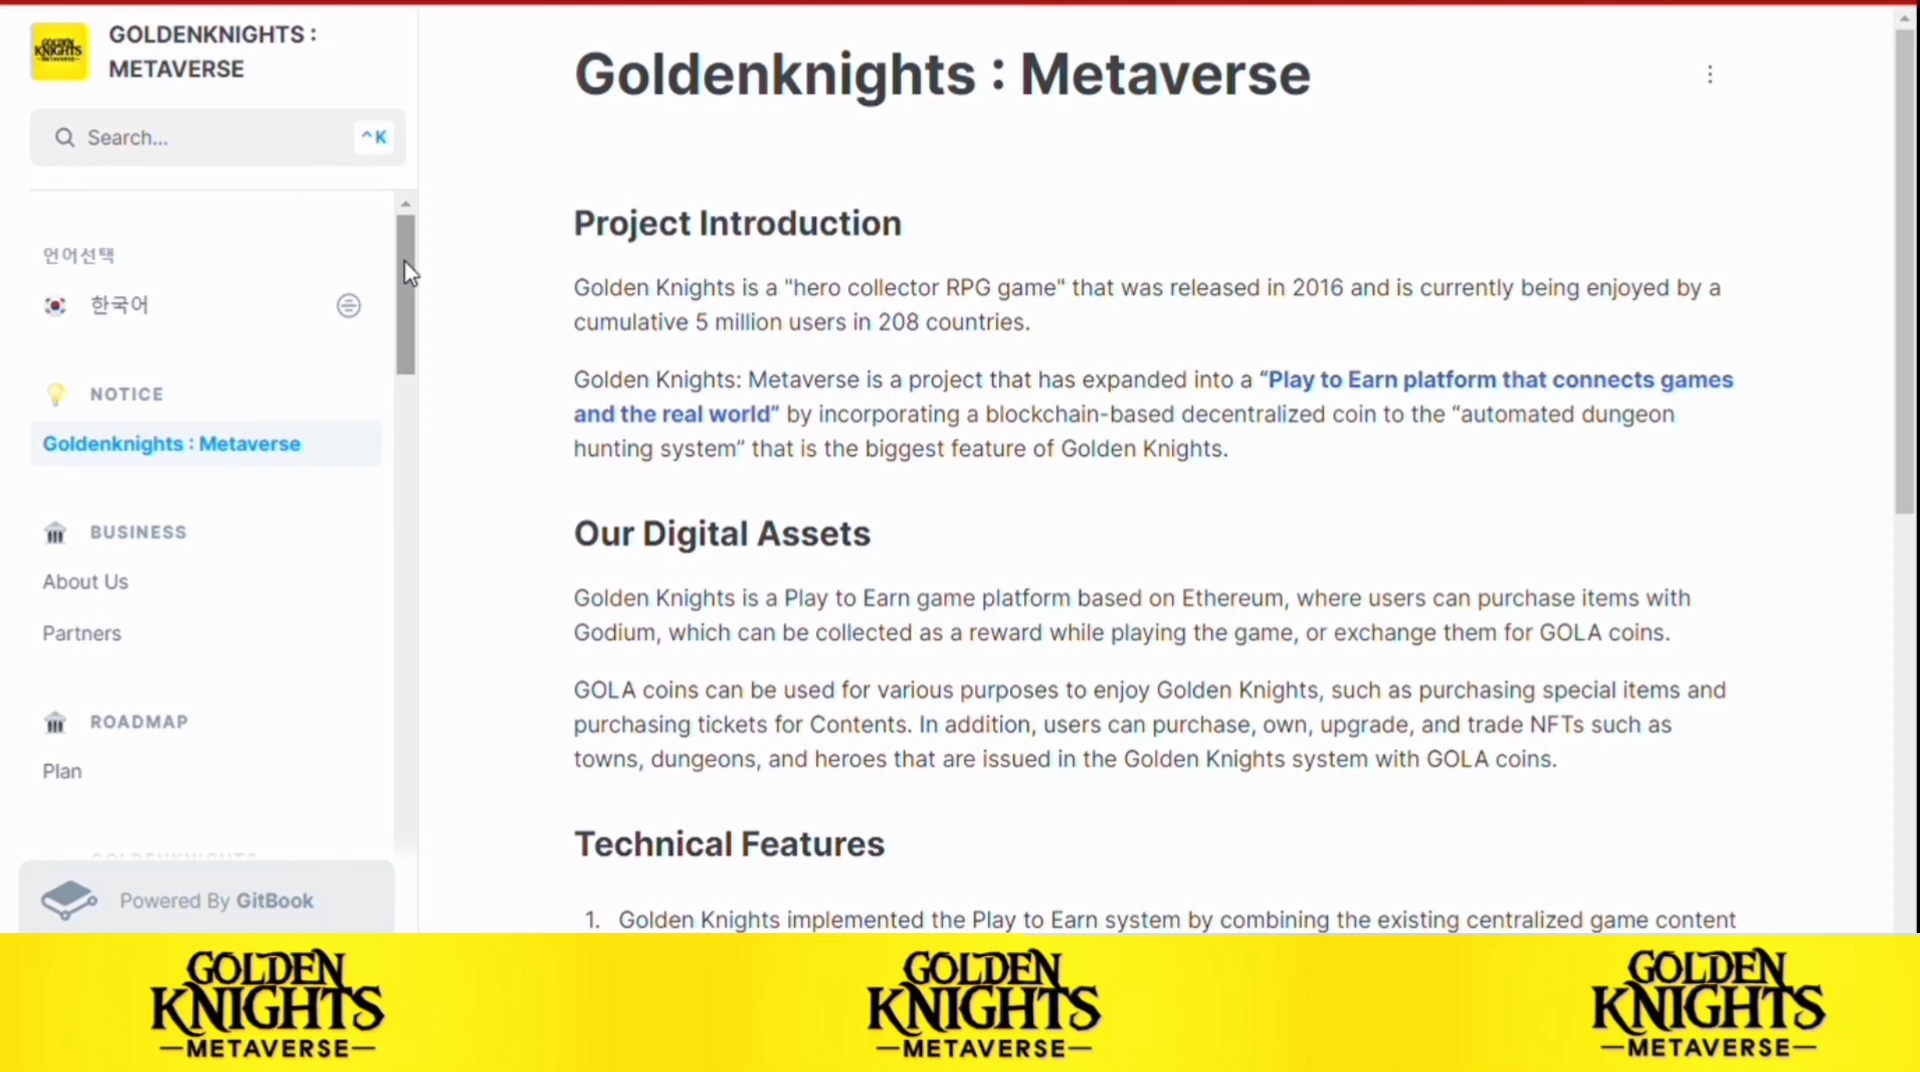 GOLDEN
KNIGHTS
METAVERSE
GOLDENKNIGHTS :
METAVERSE
Search...
^K
언어선택
한국어
NOTICE
Goldenknights : Metaverse
BUSINESS
About Us
Partners
ROADMAP
Plan
Powered By GitBook
Goldenknights : Metaverse
Project Introduction
Golden Knights is a "hero collector RPG game" that was released in 2016 and is currently being enjoyed by a
cumulative 5 million users in 208 countries.
Golden Knights: Metaverse is a project that has expanded into a “Play to Earn platform that connects games
and the real world” by incorporating a blockchain-based decentralized coin to the “automated dungeon
hunting system” that is the biggest feature of Golden Knights.
Our Digital Assets
Golden Knights is a Play to Earn game platform based on Ethereum, where users can purchase items with
Godium, which can be collected as a reward while playing the game, or exchange them for GOLA coins.
GOLA coins can be used for various purposes to enjoy Golden Knights, such as purchasing special items and
purchasing tickets for Contents. In addition, users can purchase, own, upgrade, and trade NFTs such as
towns, dungeons, and heroes that are issued in the Golden Knights system with GOLA coins.
Technical Features
1. Golden Knights implemented the Play to Earn system by combining the existing centralized game content
GOLDEN
KNIGHTS
METAVERSE
GOLDEN
KNIGHTS
METAVERSE
GOLDEN
KNIGHTS
METAVERSE